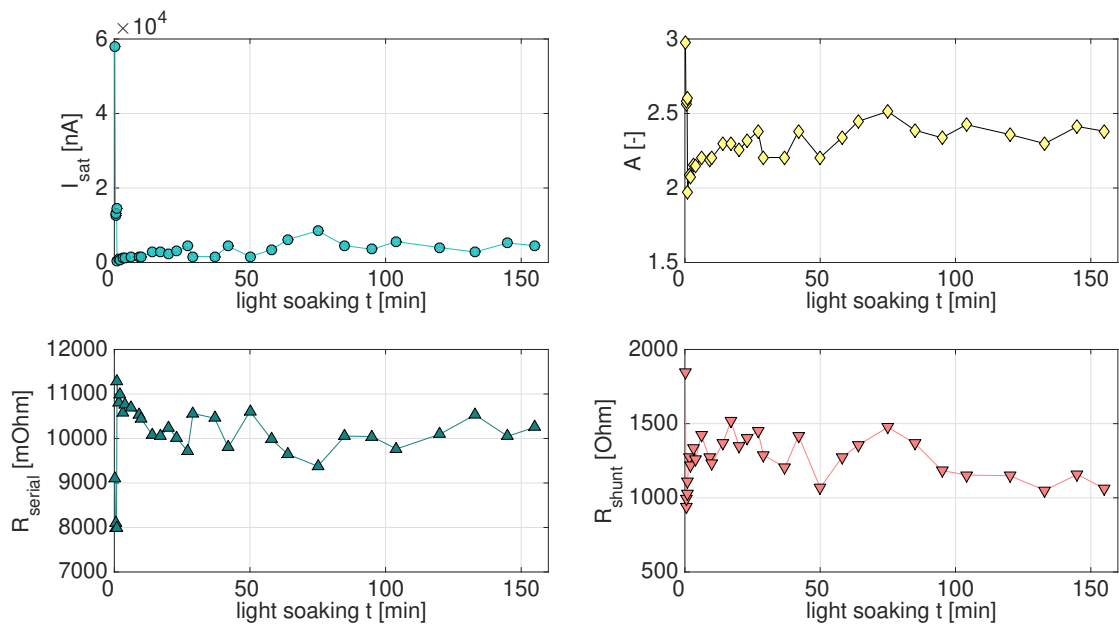 ×10^4
6
4
2
0
I_sat [nA]
0 50 100 150
light soaking t [min]
3
2.5
2
1.5
A [-]
0 50 100 150
light soaking t [min]
12000
11000
10000
9000
8000
7000
R_serial [mOhm]
0 50 100 150
light soaking t [min]
2000
1500
1000
500
R_shunt [Ohm]
0 50 100 150
light soaking t [min]